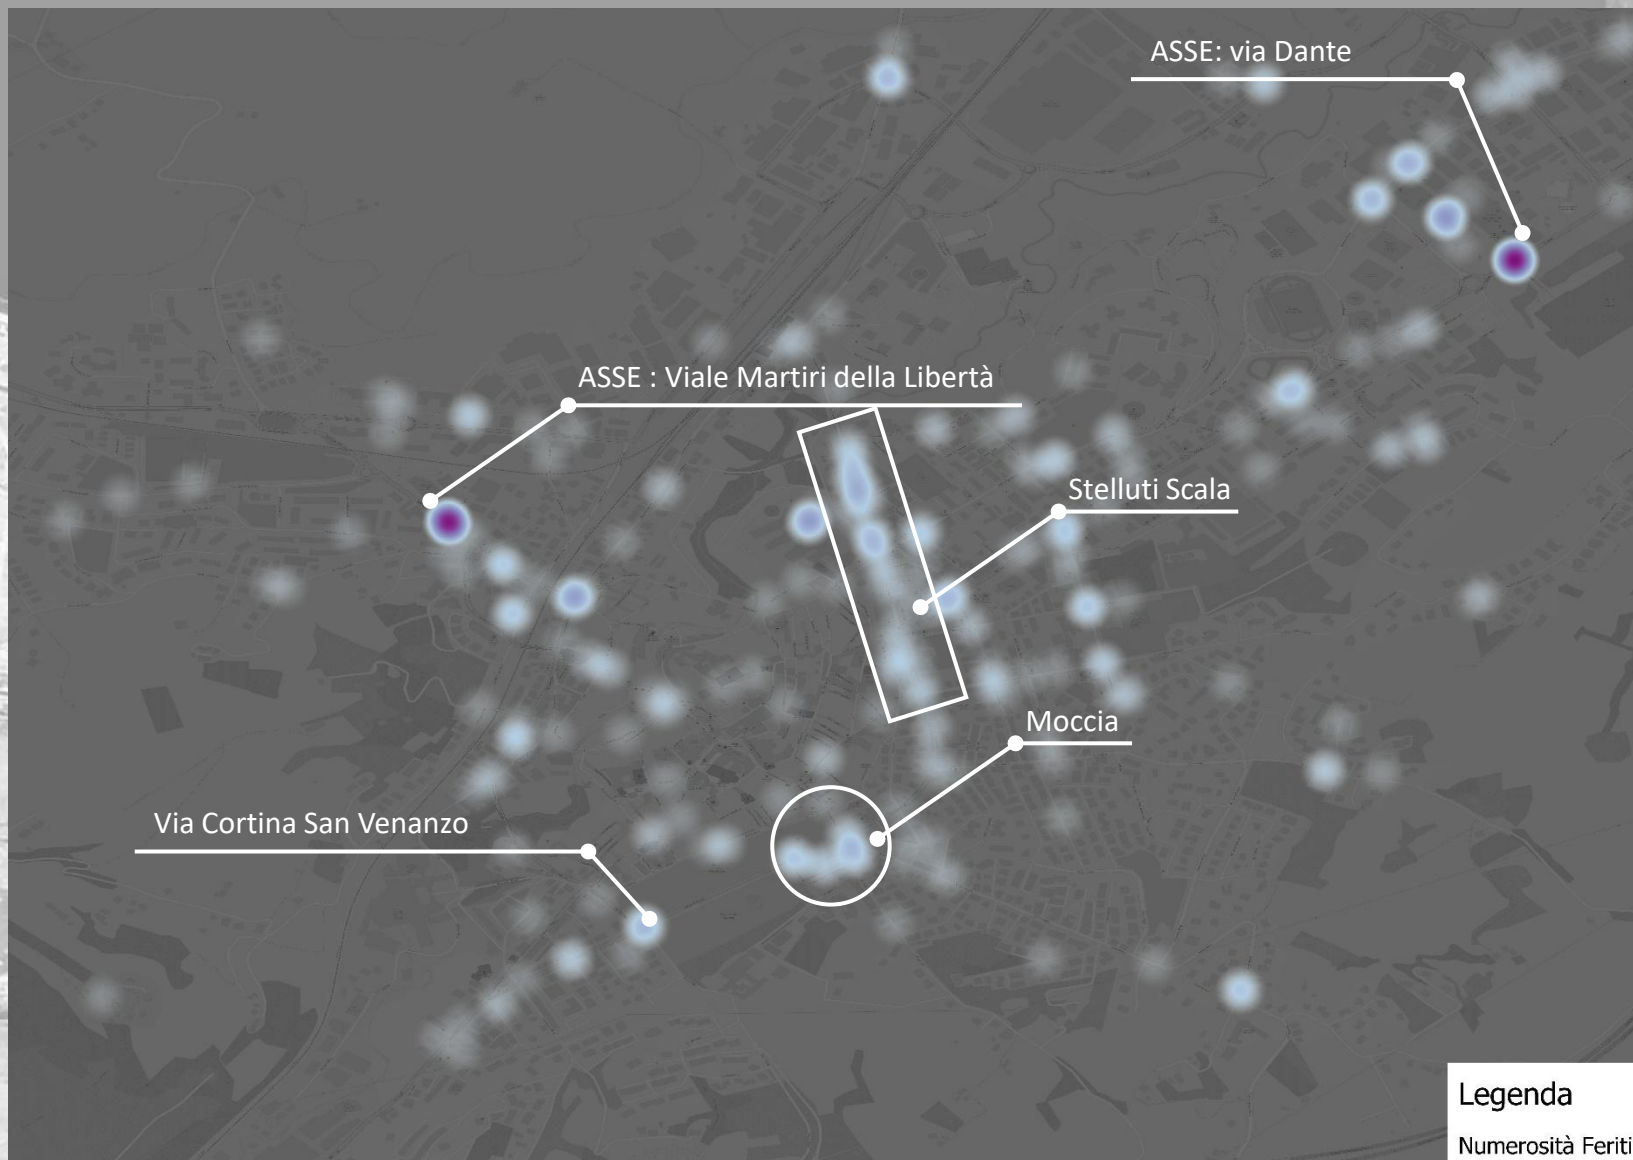 ASSE: via Dante
ASSE : Viale Martiri della Libertà
Stelluti Scala
Moccia
Via Cortina San Venanzo
Legenda
Numerosità Feriti